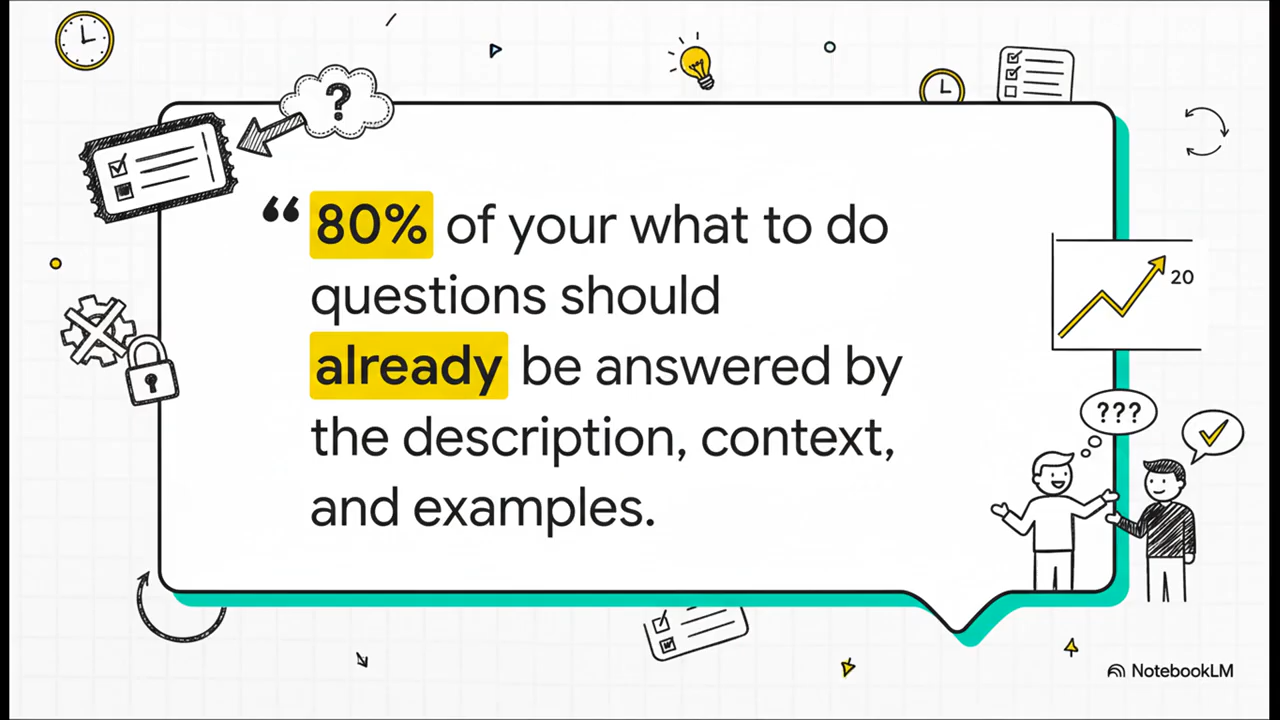 ?
“ 80% of your what to do
questions should
already be answered by
the description, context,
and examples.
20
???
NotebookLM